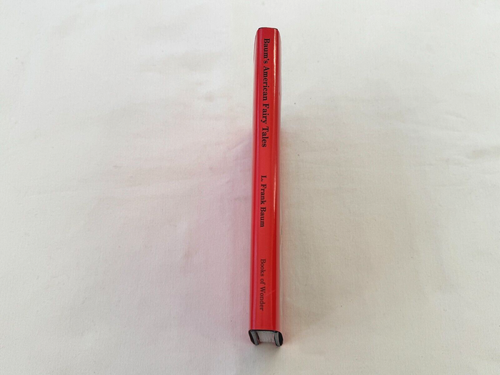 Baum's American Fairy Tales
L. Frank Baum
Books of Wonder